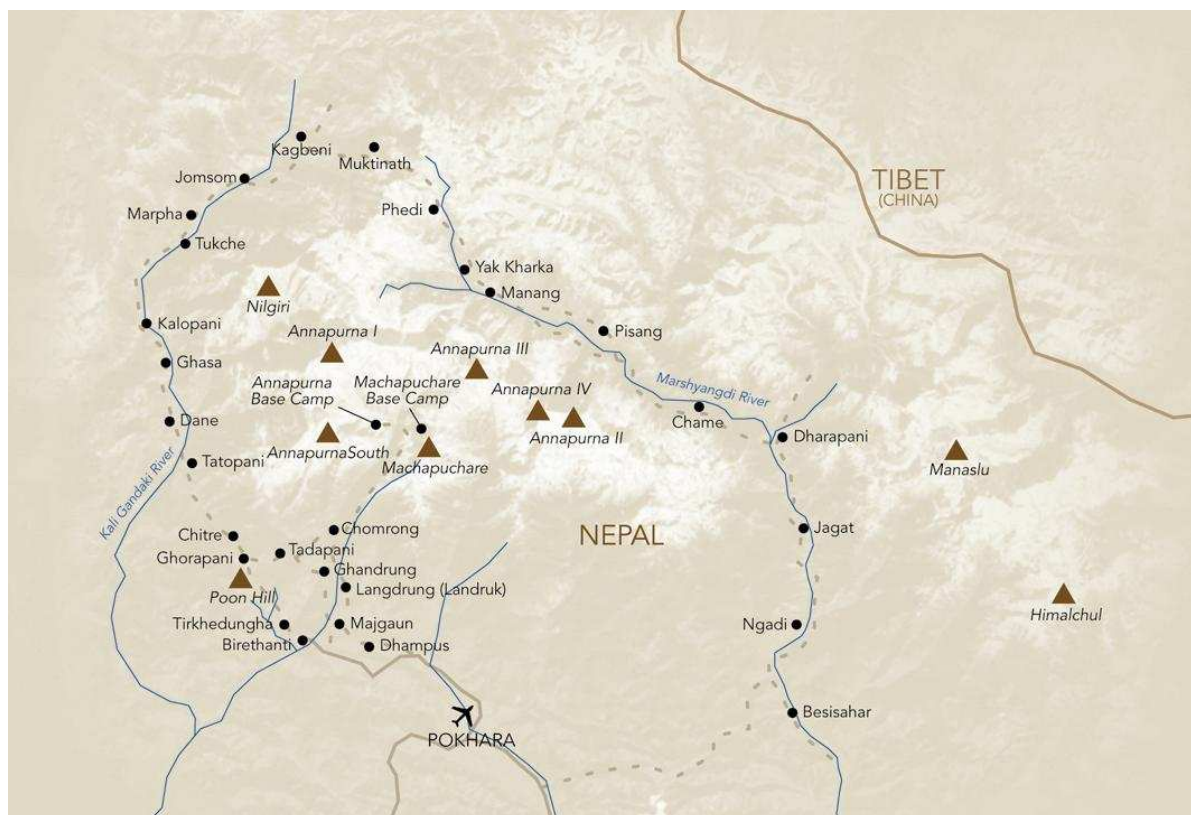 Kagbeni
Muktinath
Jomsom
Marpha
Phedi
Tukche
TIBET
(CHINA)
Yak Kharka
Manang
Nilgiri
Kalopani
Pisang
Annapurna I
Annapurna III
Ghasa
Annapurna
Base Camp
Machapuchare
Base Camp
Annapurna IV
Marshyangdi River
Dane
Chame
Annapurna II
Dharapani
AnnapurnaSouth
Machapuchare
Manaslu
Tatopani
Kali Gandaki River
Chitre
Chomrong
NEPAL
Jagat
Ghorapani
Tadapani
Ghandrung
Langdrung (Landruk)
Poon Hill
Himalchul
Tirkhedungha
Majgaun
Ngadi
Birethanti
Dhampus
Besisahar
POKHARA